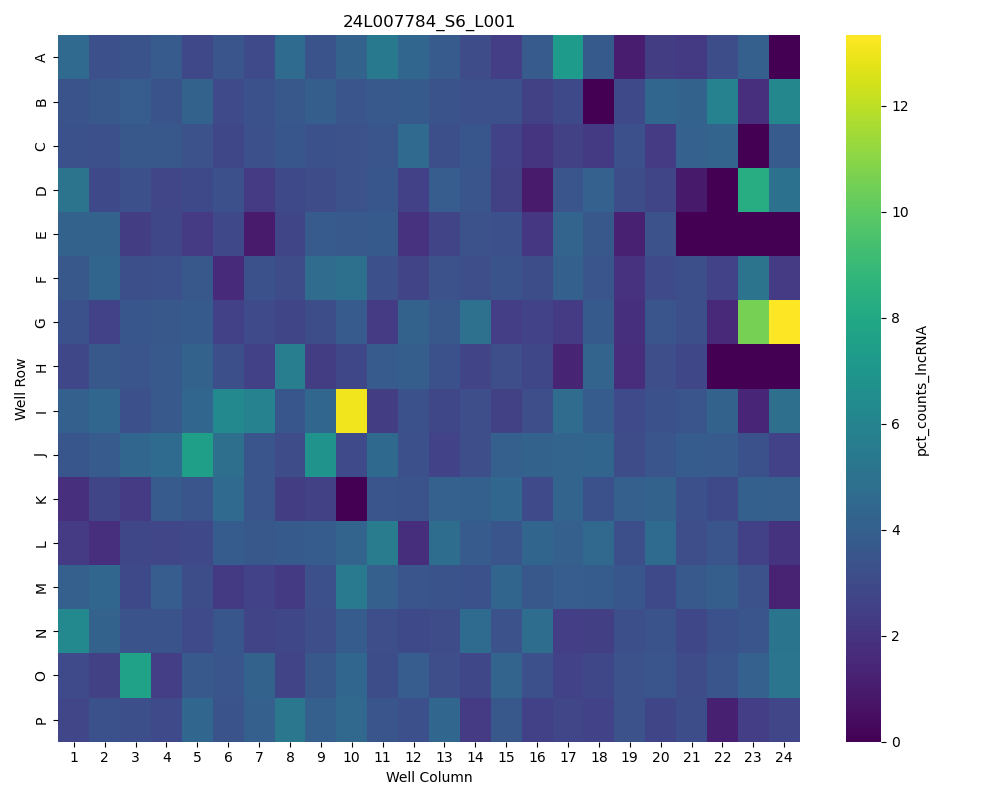 24L007784_S6_L001
A
B
C
D
E
F
G
H
I
J
K
L
M
N
O
P
Well Row
1 2 3 4 5 6 7 8 9 10 11 12 13 14 15 16 17 18 19 20 21 22 23 24
Well Column
12
10
8
6
4
2
0
pct_counts_lncRNA